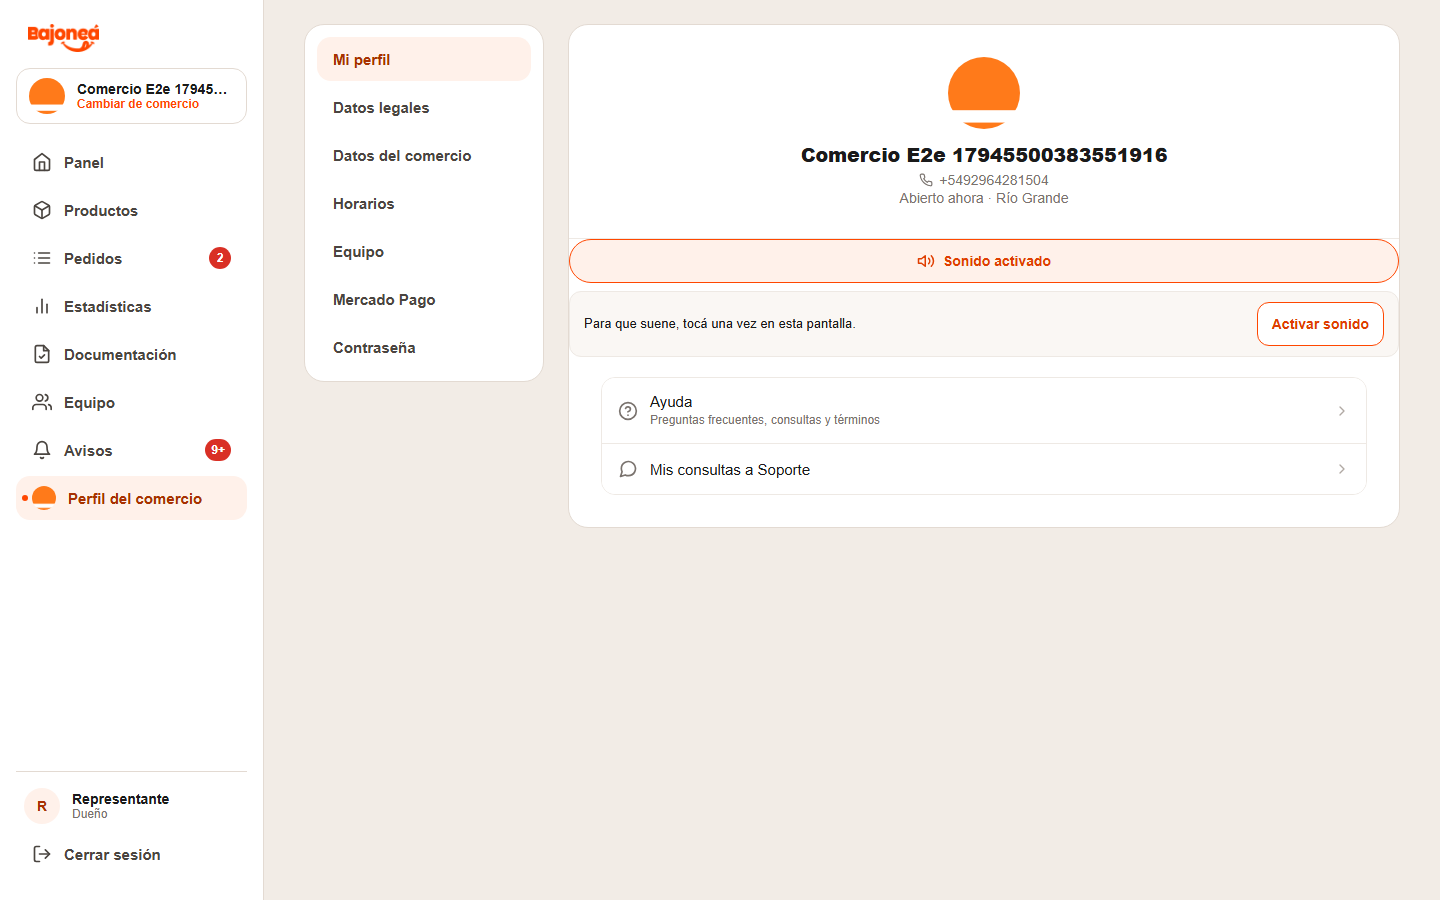 Bajoneá
Comercio E2e 17945...
Cambiar de comercio
Panel
Productos
Pedidos 2
Estadísticas
Documentación
Equipo
Avisos 9+
Perfil del comercio
Representante
R
Dueño
Cerrar sesión
Mi perfil
Datos legales
Datos del comercio
Horarios
Equipo
Mercado Pago
Contraseña
Comercio E2e 17945500383551916
+5492964281504
Abierto ahora · Río Grande
Sonido activado
Para que suene, tocá una vez en esta pantalla.
Activar sonido
Ayuda
Preguntas frecuentes, consultas y términos
Mis consultas a Soporte